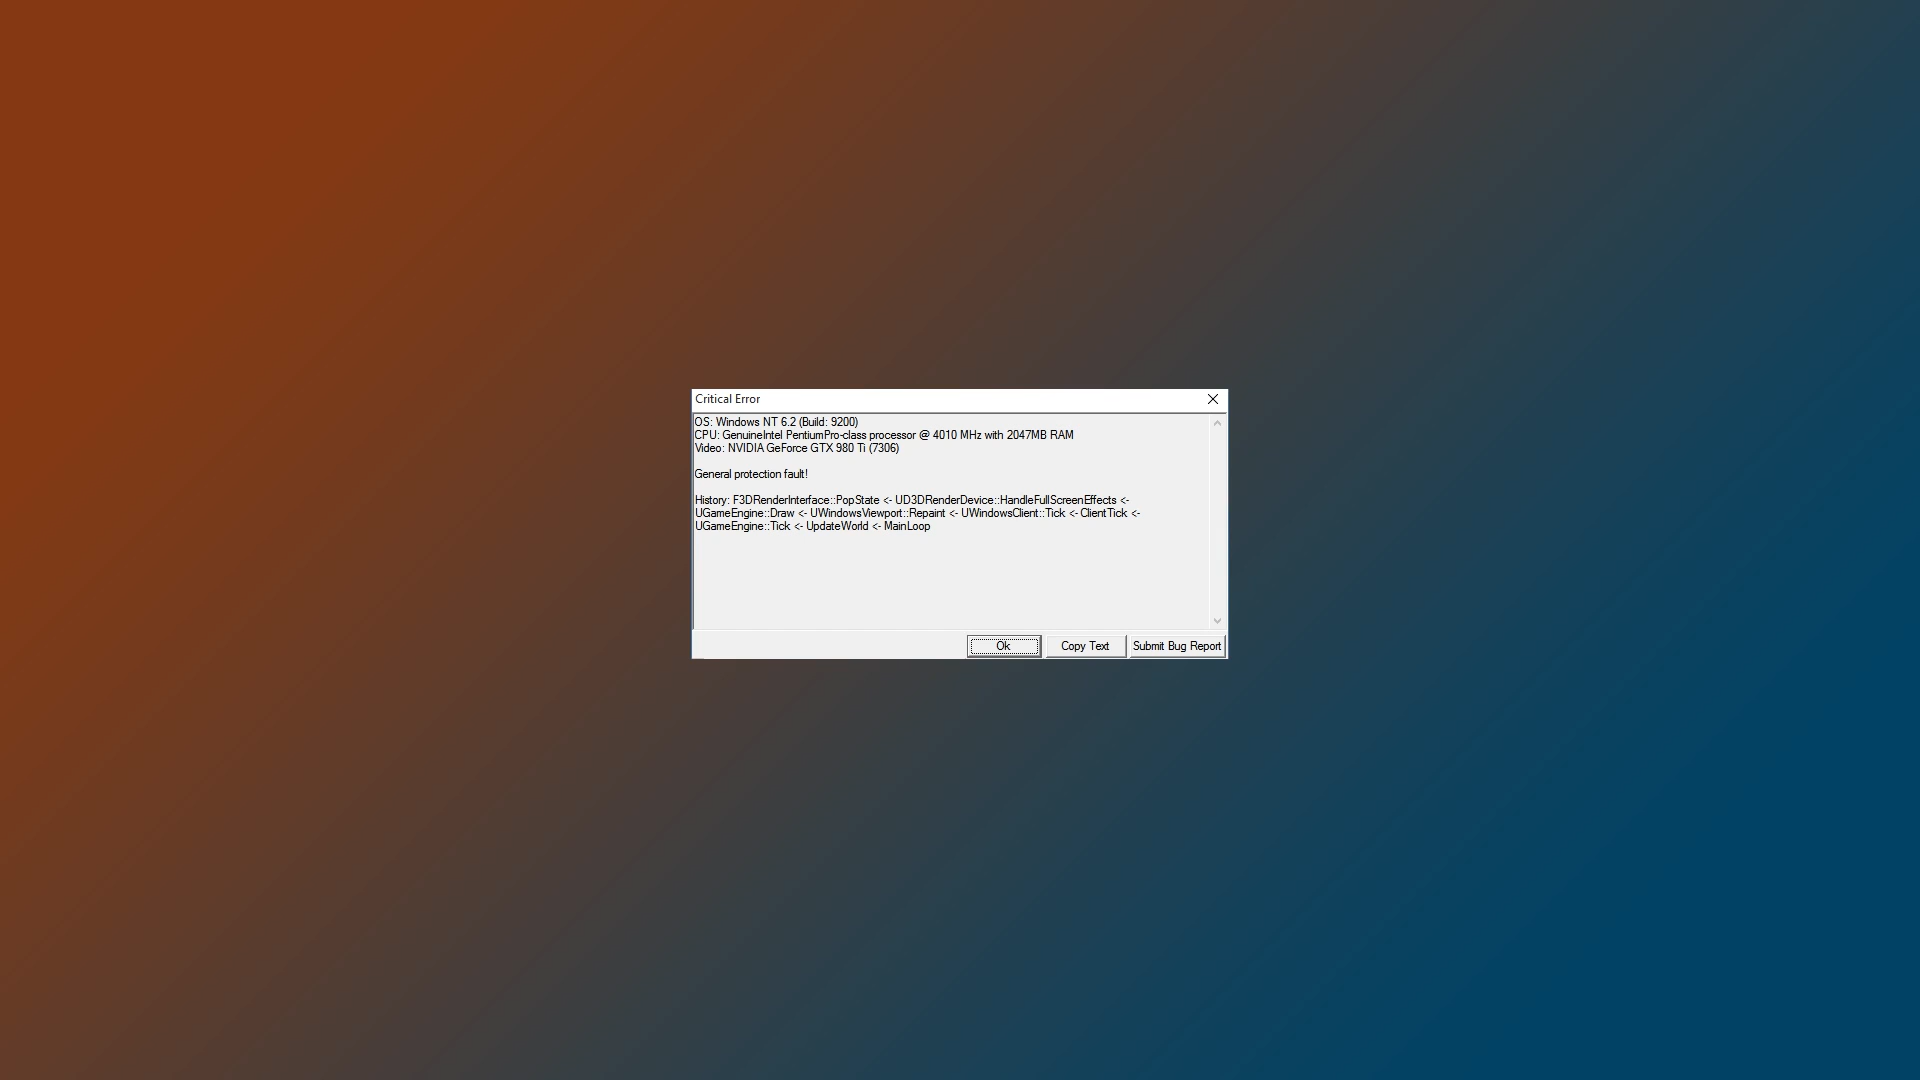 Critical Error
OS: Windows NT 6.2 (Build: 9200)
CPU: GenuineIntel PentiumPro-class processor @ 4010 MHz with 2047MB RAM
Video: NVIDIA GeForce GTX 980 Ti (7306)
General protection fault!
History: F3DRenderInterface::PopState <- UD3DRenderDevice::HandleFullScreenEffects <-
UGameEngine::Draw <- UWindowsViewport::Repaint <- UWindowsClient::Tick <- ClientTick <-
UGameEngine::Tick <- UpdateWorld <- MainLoop
Ok Copy Text Submit Bug Report